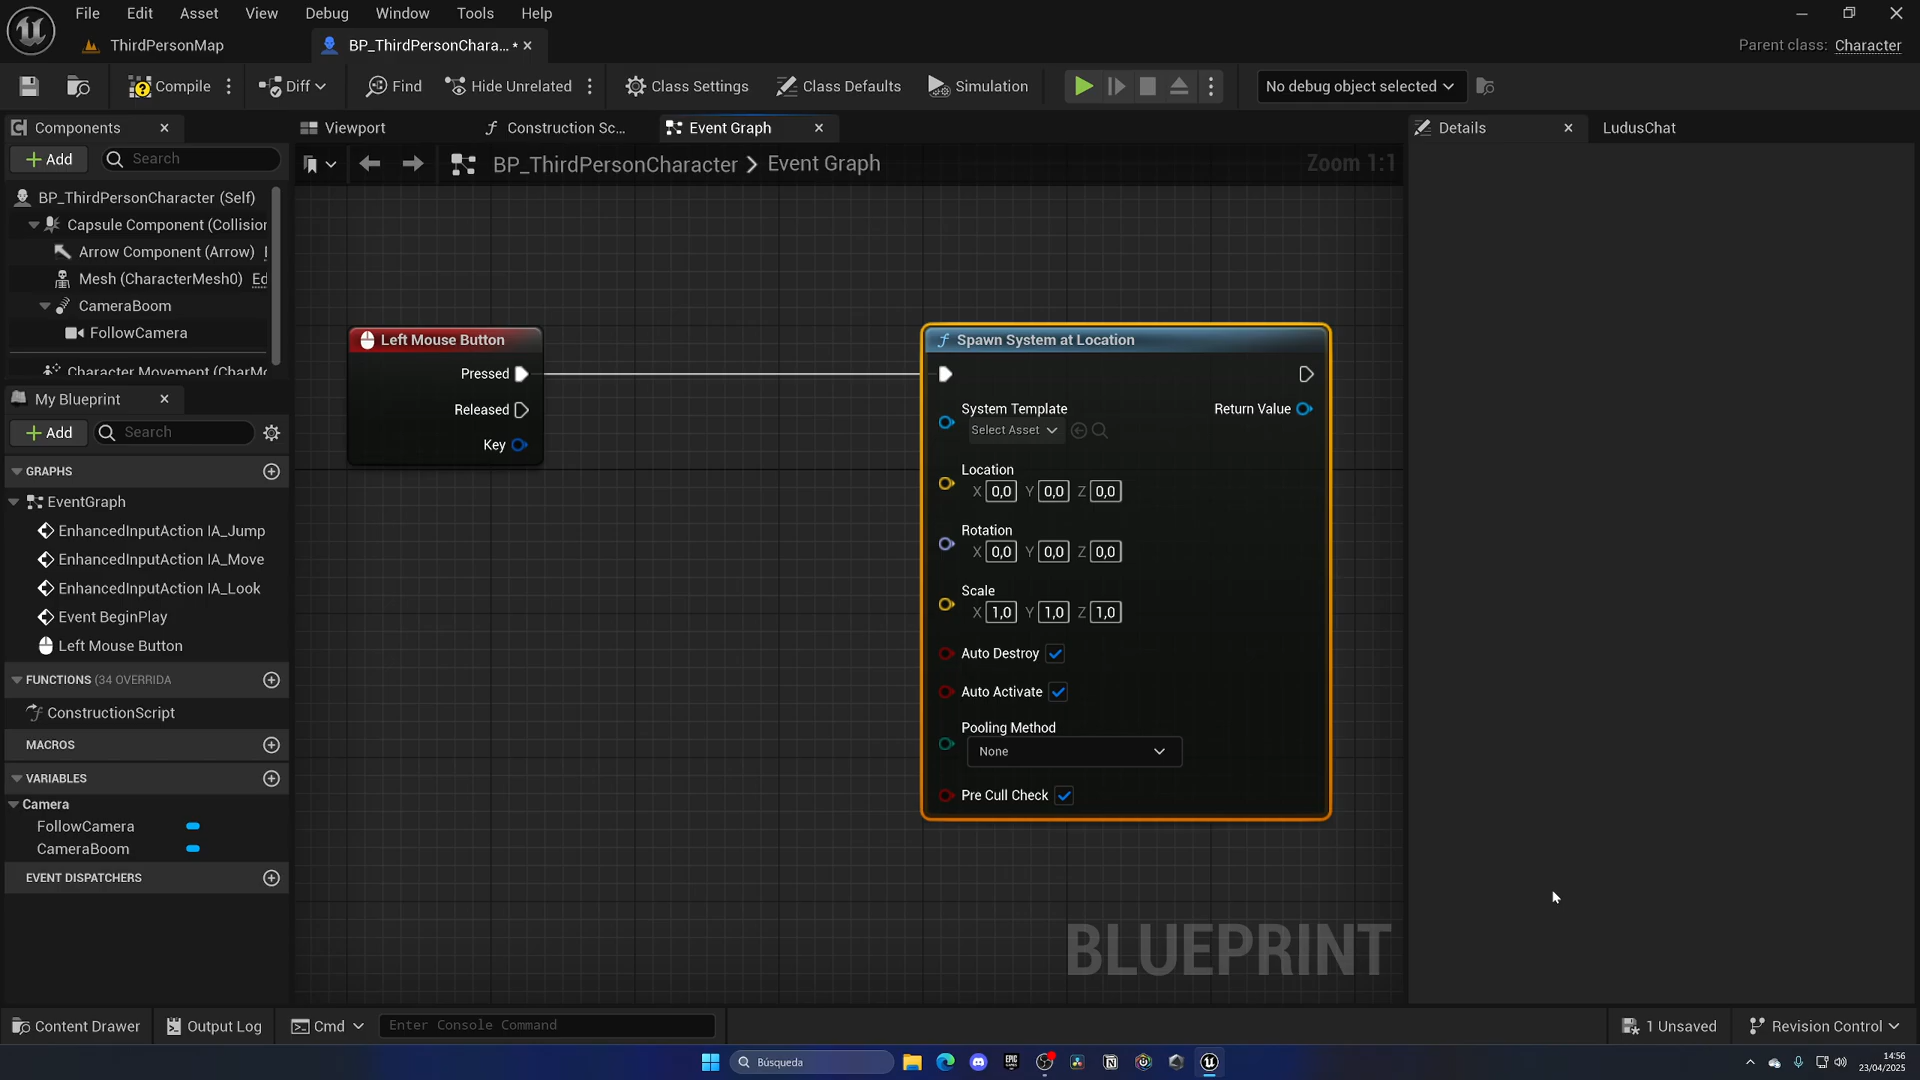 File Edit Asset View Debug Window Tools Help
ThirdPersonMap
BP_ThirdPersonChara... •
Parent class: Character
Compile
Diff
Find
Hide Unrelated
Class Settings
Class Defaults
Simulation
No debug object selected
Components
Add
Search
BP_ThirdPersonCharacter (Self)
Capsule Component (Collision
Arrow Component (Arrow)
Mesh (CharacterMesh0) Ed
CameraBoom
FollowCamera
Character Movement (CharMo
My Blueprint
Add
Search
GRAPHS
EventGraph
EnhancedInputAction IA_Jump
EnhancedInputAction IA_Move
EnhancedInputAction IA_Look
Event BeginPlay
Left Mouse Button
FUNCTIONS (34 OVERRIDA
ConstructionScript
MACROS
VARIABLES
Camera
FollowCamera
CameraBoom
EVENT DISPATCHERS
Viewport
Construction Sc...
Event Graph
BP_ThirdPersonCharacter > Event Graph
Zoom 1:1
Left Mouse Button
Pressed
Released
Key
Spawn System at Location
System Template
Select Asset
Return Value
Location
X 0,0 Y 0,0 Z 0,0
Rotation
X 0,0 Y 0,0 Z 0,0
Scale
X 1,0 Y 1,0 Z 1,0
Auto Destroy
Auto Activate
Pooling Method
None
Pre Cull Check
BLUEPRINT
Details
LudusChat
Content Drawer
Output Log
Cmd
Enter Console Command
1 Unsaved
Revision Control
Búsqueda
14:56
23/04/2025